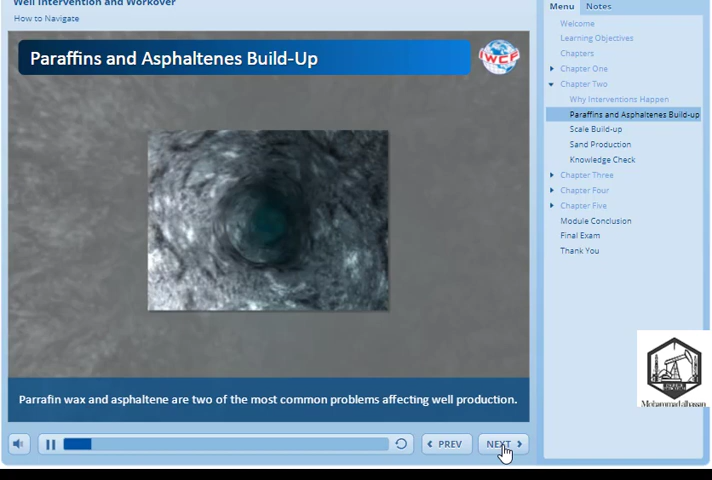 Well Intervention and Workover
How to Navigate
Paraffins and Asphaltenes Build-Up
IWCF
Parrafin wax and asphaltene are two of the most common problems affecting well production.
PREV
NEXT
Menu
Notes
Welcome
Learning Objectives
Chapters
Chapter One
Chapter Two
Why Interventions Happen
Paraffins and Asphaltenes Build-up
Scale Build-up
Sand Production
Knowledge Check
Chapter Three
Chapter Four
Chapter Five
Module Conclusion
Final Exam
Thank You
Mohammad alhassan